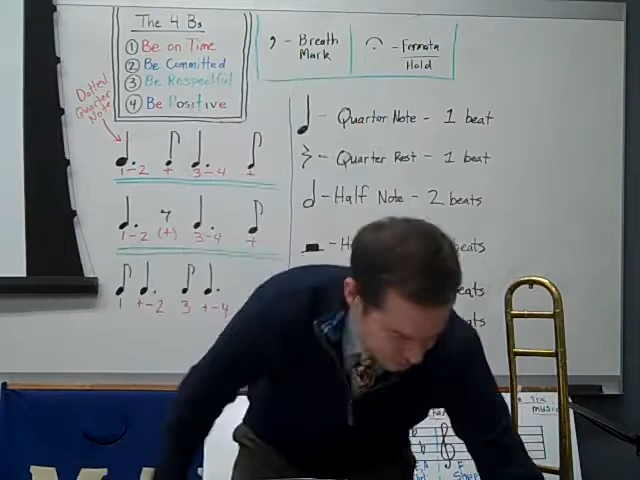 The 4 Bs
① Be on Time
② Be Committed
③ Be Respectful
④ Be Positive
, - Breath Mark
- Fermata
Hold
Dotted
Quarter
Note
1-2 + 3-4 +
1-2 (+) 3-4 +
1 +-2 3 +-4
- Quarter Note - 1 beat
- Quarter Rest - 1 beat
- Half Note - 2 beats
- H beats
eats
ts